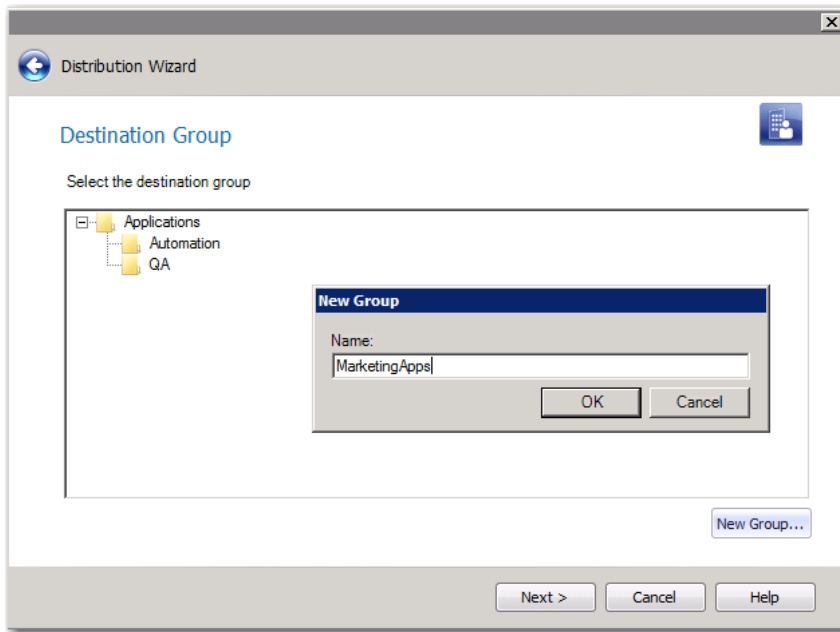 Distribution Wizard
Destination Group
Select the destination group
Applications
Automation
QA
New Group
Name:
MarketingApps
OK Cancel
New Group...
Next > Cancel Help